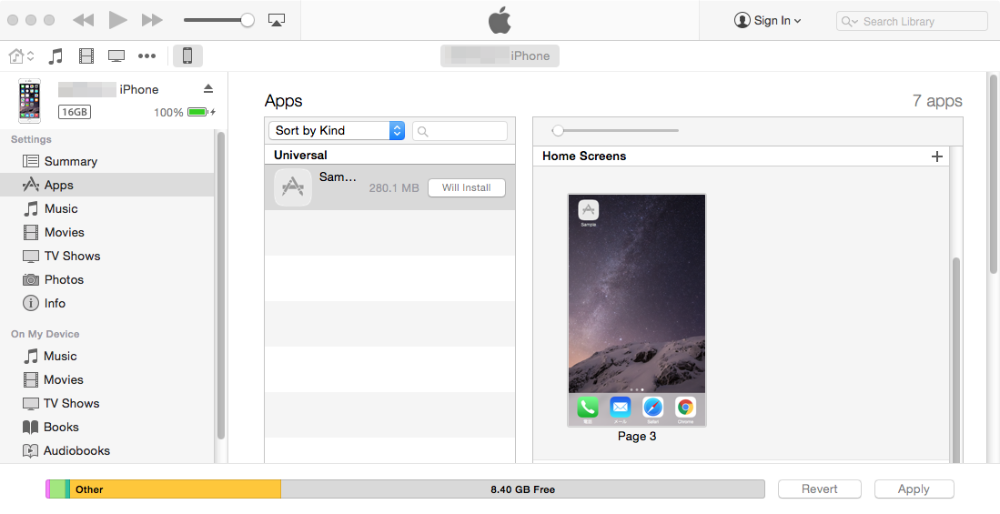 Sign In
Search Library
iPhone
iPhone
16GB
100%
Settings
Summary
Apps
Music
Movies
TV Shows
Photos
Info
On My Device
Music
Movies
TV Shows
Books
Audiobooks
Apps
7 apps
Sort by Kind
Universal
Sam...
280.1 MB
Will Install
Home Screens
Sample
電話
メール
Safari
Chrome
Page 3
Other
8.40 GB Free
Revert
Apply